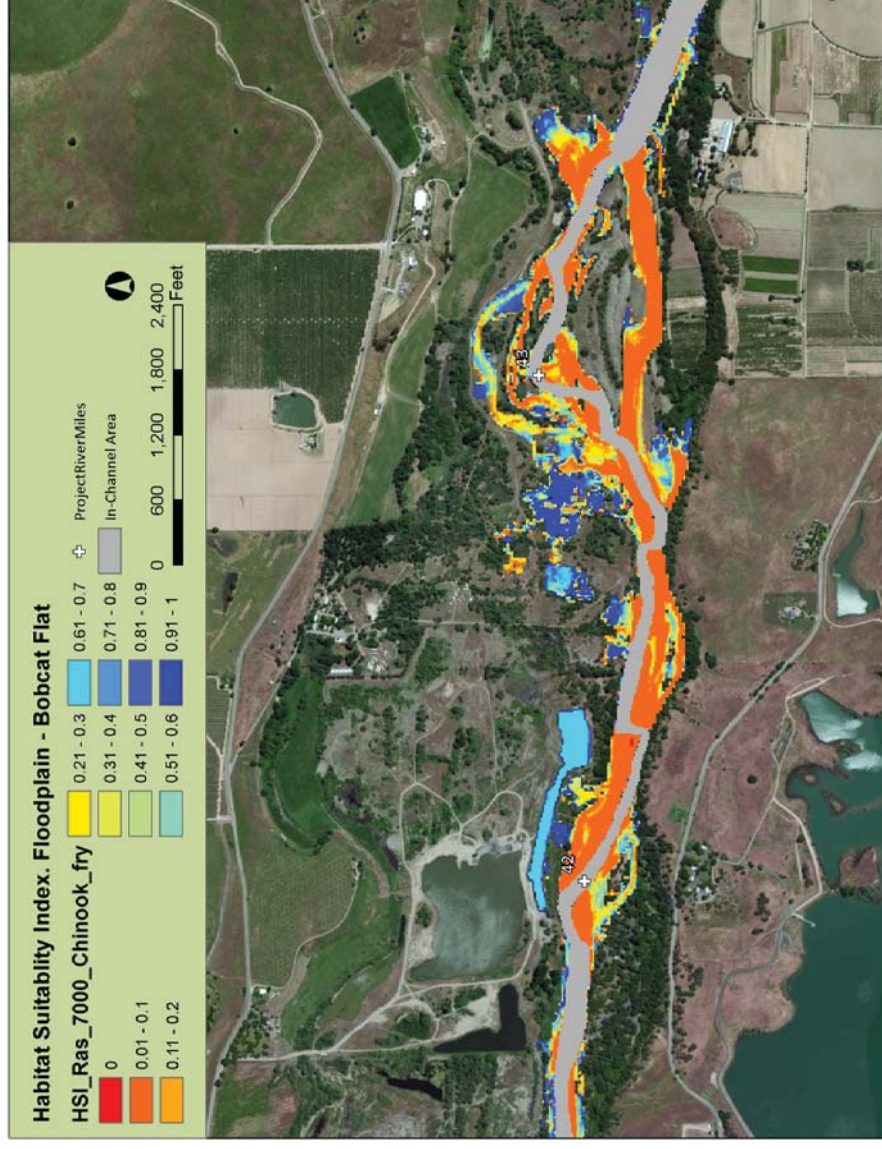 Habitat Suitablity Index. Floodplain - Bobcat Flat
HSI_Ras_7000_Chinook_fry
0
0.01 - 0.1
0.11 - 0.2
0.21 - 0.3
0.31 - 0.4
0.41 - 0.5
0.51 - 0.6
0.61 - 0.7
0.71 - 0.8
0.81 - 0.9
0.91 - 1
ProjectRiverMiles
In-Channel Area
0 600 1,200 1,800 2,400
Feet
42
43